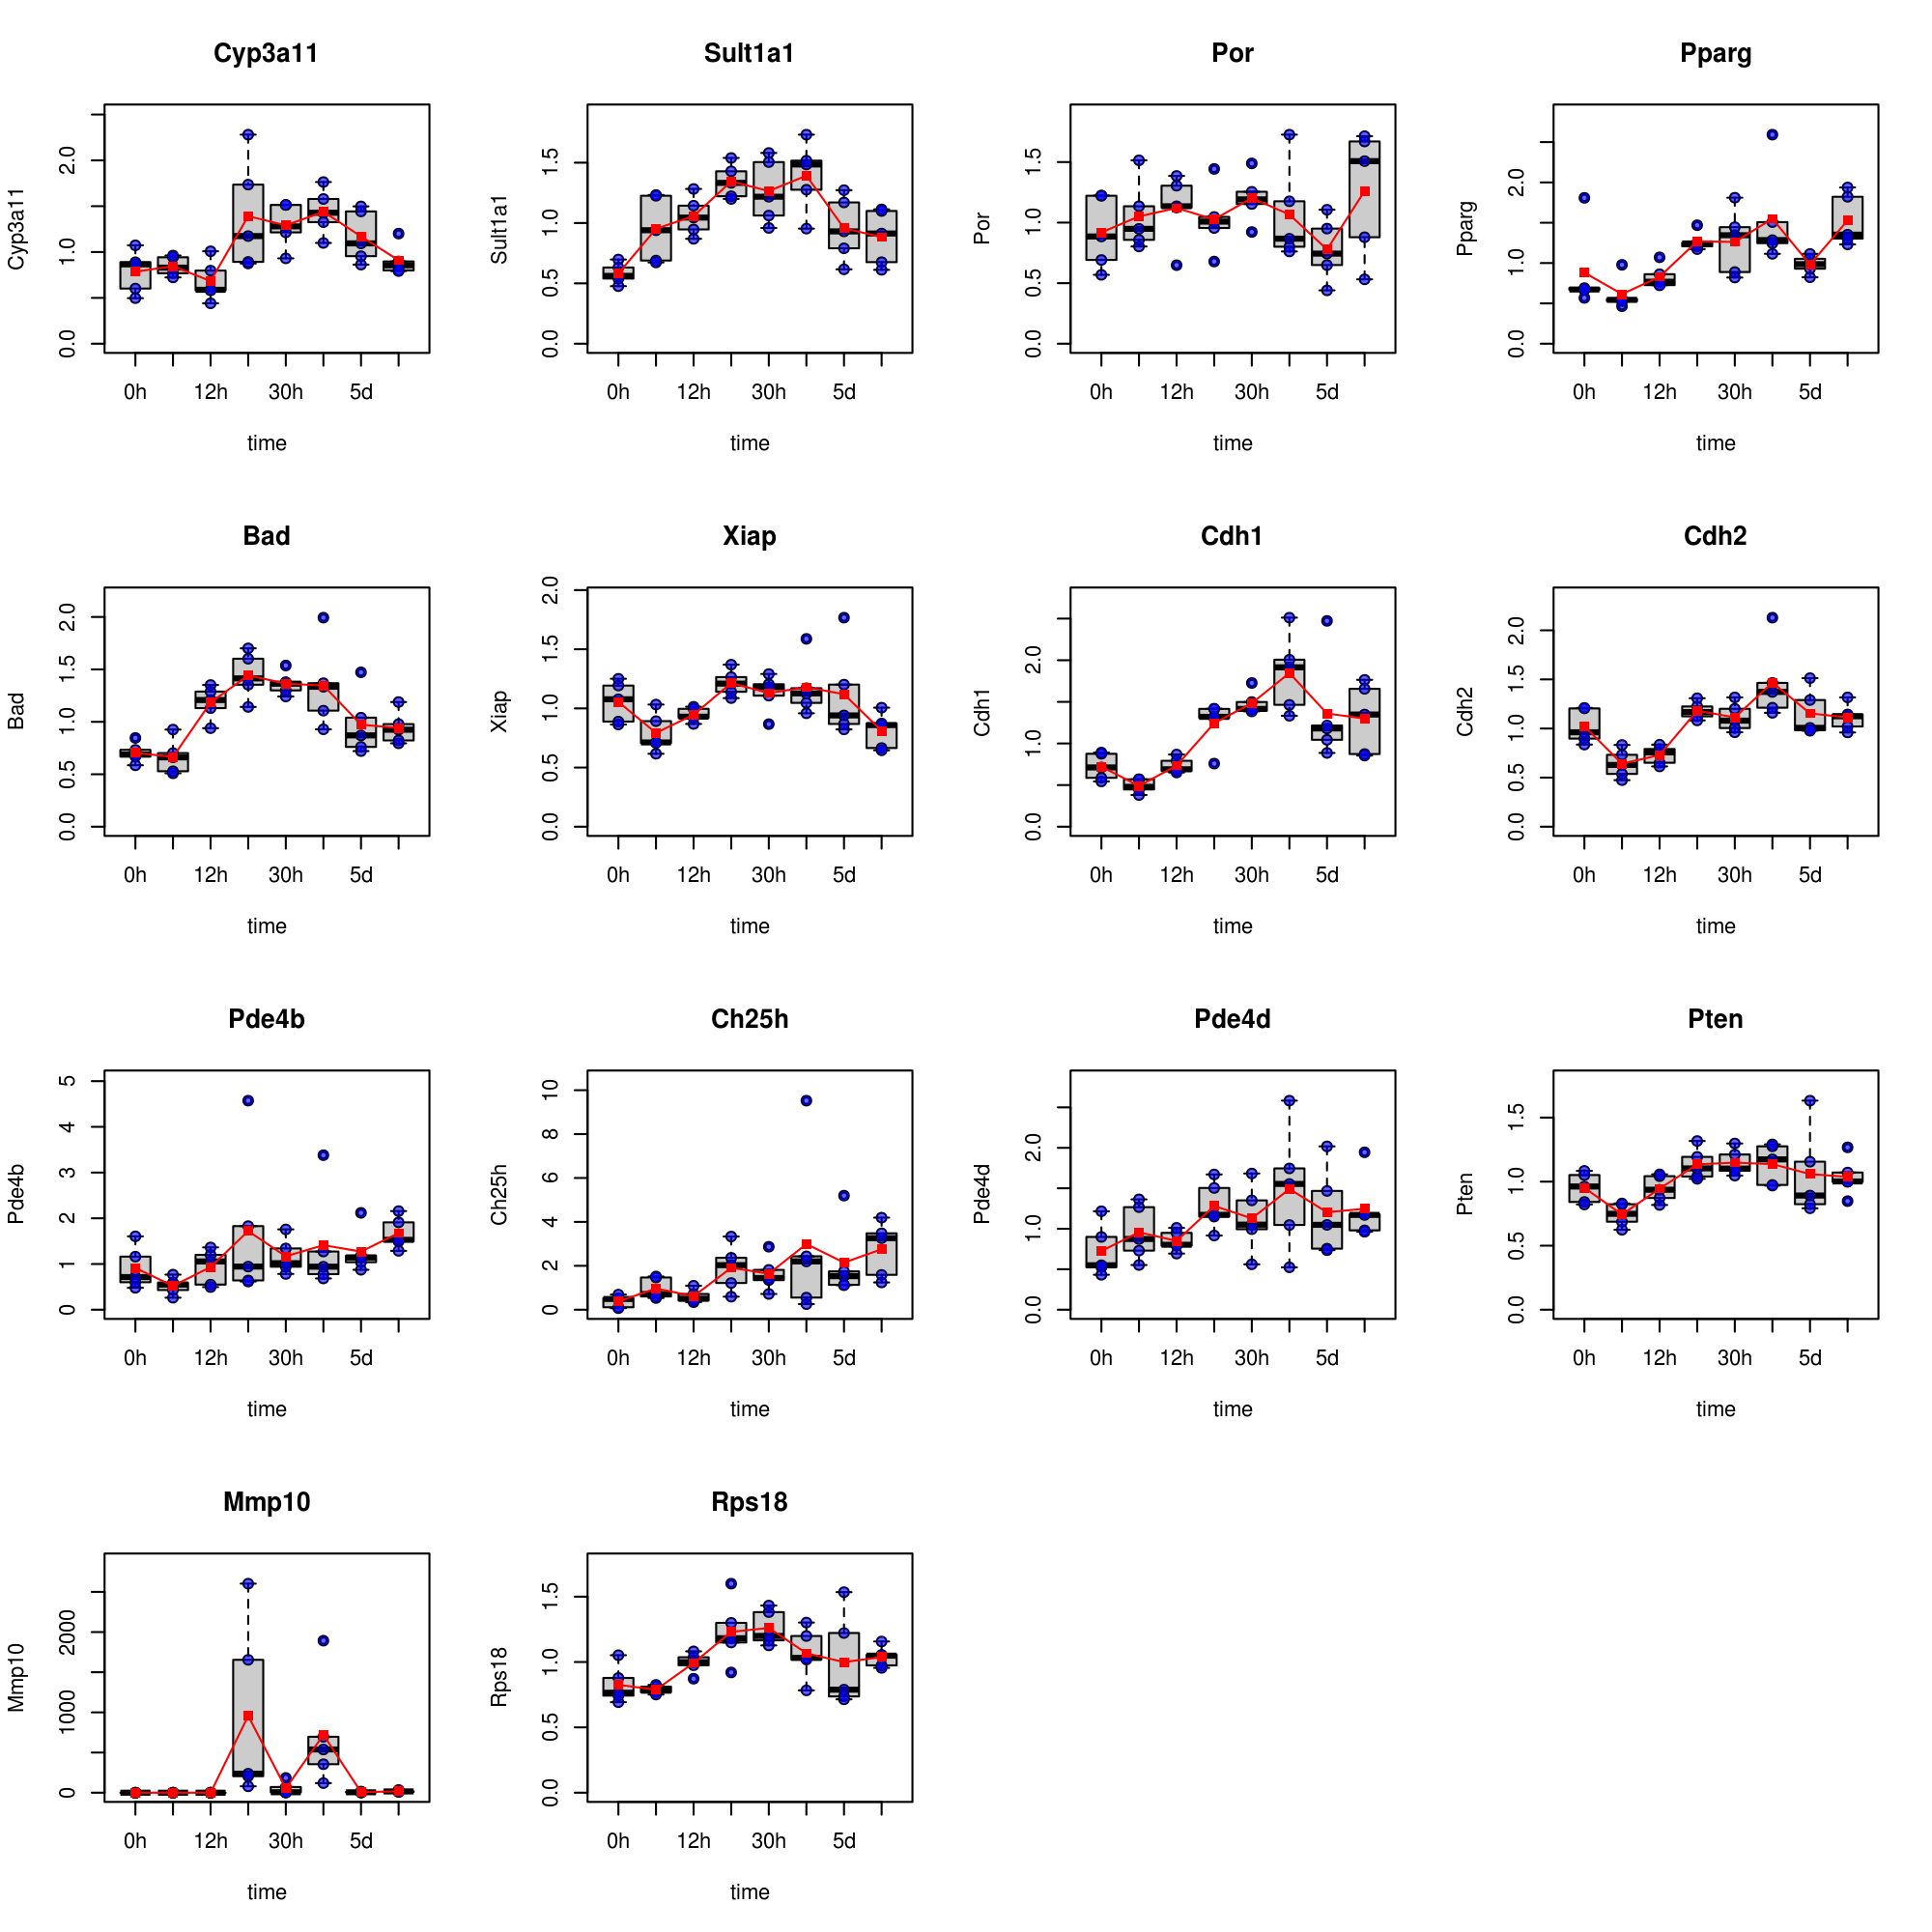 Cyp3a11 Sult1a1 Por Pparg
Cyp3a11 0.0 1.0 2.0 Sult1a1 0.0 0.5 1.0 1.5 Por 0.0 0.5 1.0 1.5 Pparg 0.0 1.0 2.0
0h 12h 30h 5d 0h 12h 30h 5d 0h 12h 30h 5d 0h 12h 30h 5d
time time time time
Bad Xiap Cdh1 Cdh2
Bad 0.0 0.5 1.0 1.5 2.0 Xiap 0.0 0.5 1.0 1.5 2.0 Cdh1 0.0 1.0 2.0 Cdh2 0.0 0.5 1.0 1.5 2.0
0h 12h 30h 5d 0h 12h 30h 5d 0h 12h 30h 5d 0h 12h 30h 5d
time time time time
Pde4b Ch25h Pde4d Pten
Pde4b 0 1 2 3 4 5 Ch25h 0 2 4 6 8 10 Pde4d 0.0 1.0 2.0 Pten 0.0 0.5 1.0 1.5
0h 12h 30h 5d 0h 12h 30h 5d 0h 12h 30h 5d 0h 12h 30h 5d
time time time time
Mmp10 Rps18
Mmp10 0 1000 2000 Rps18 0.0 0.5 1.0 1.5
0h 12h 30h 5d 0h 12h 30h 5d
time time